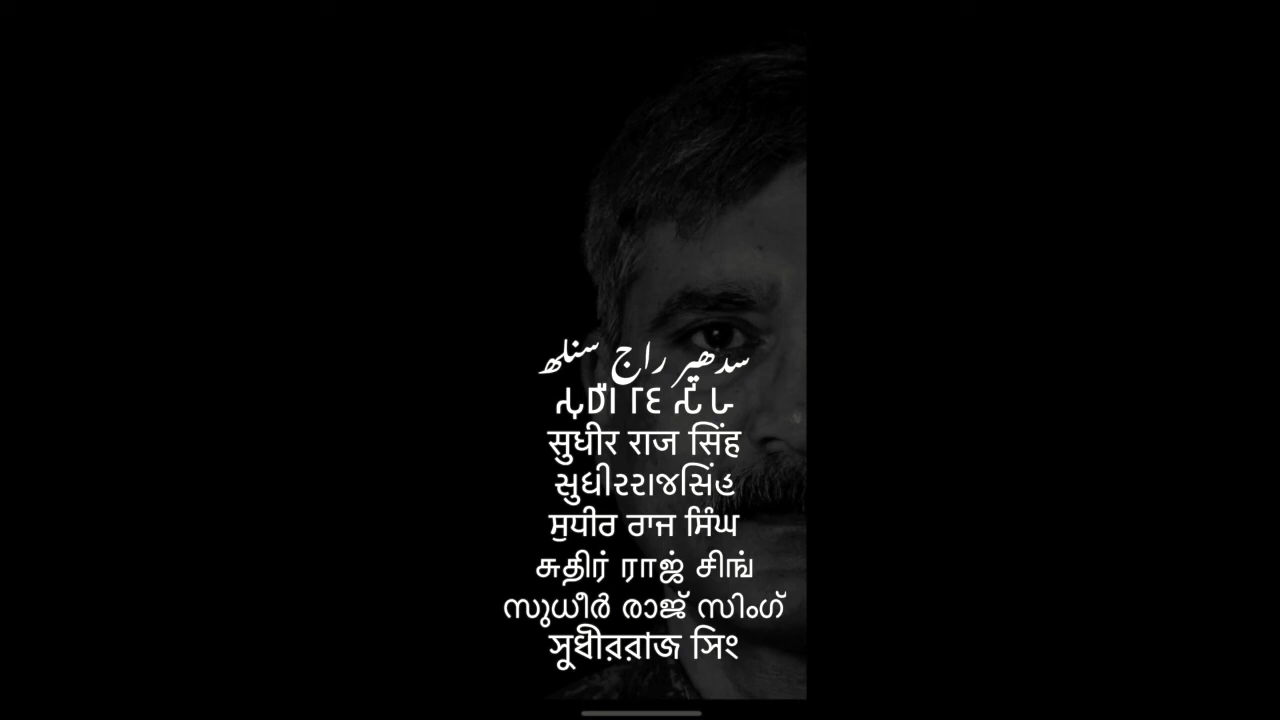 سدھیر راج سنلھ
सुधीर राज सिंह
સુધીરરાજસિંહ
ਸੁਧੀਰ ਰਾਜ ਸਿੰਘ
சுதிர் ராஜ் சிங்
സുധീർ രാജ് സിംഗ്
সুধীররাজ সিং